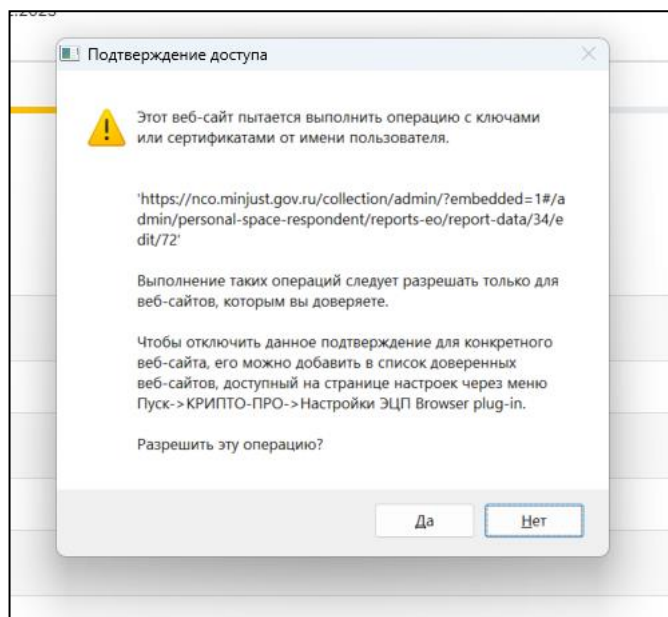 .2025
Подтверждение доступа
Этот веб-сайт пытается выполнить операцию с ключами
или сертификатами от имени пользователя.
'https://nco.minjust.gov.ru/collection/admin/?embedded=1#/a
dmin/personal-space-respondent/reports-eo/report-data/34/e
dit/72'
Выполнение таких операций следует разрешать только для
веб-сайтов, которым вы доверяете.
Чтобы отключить данное подтверждение для конкретного
веб-сайта, его можно добавить в список доверенных
веб-сайтов, доступный на странице настроек через меню
Пуск->КРИПТО-ПРО->Настройки ЭЦП Browser plug-in.
Разрешить эту операцию?
Да
Нет